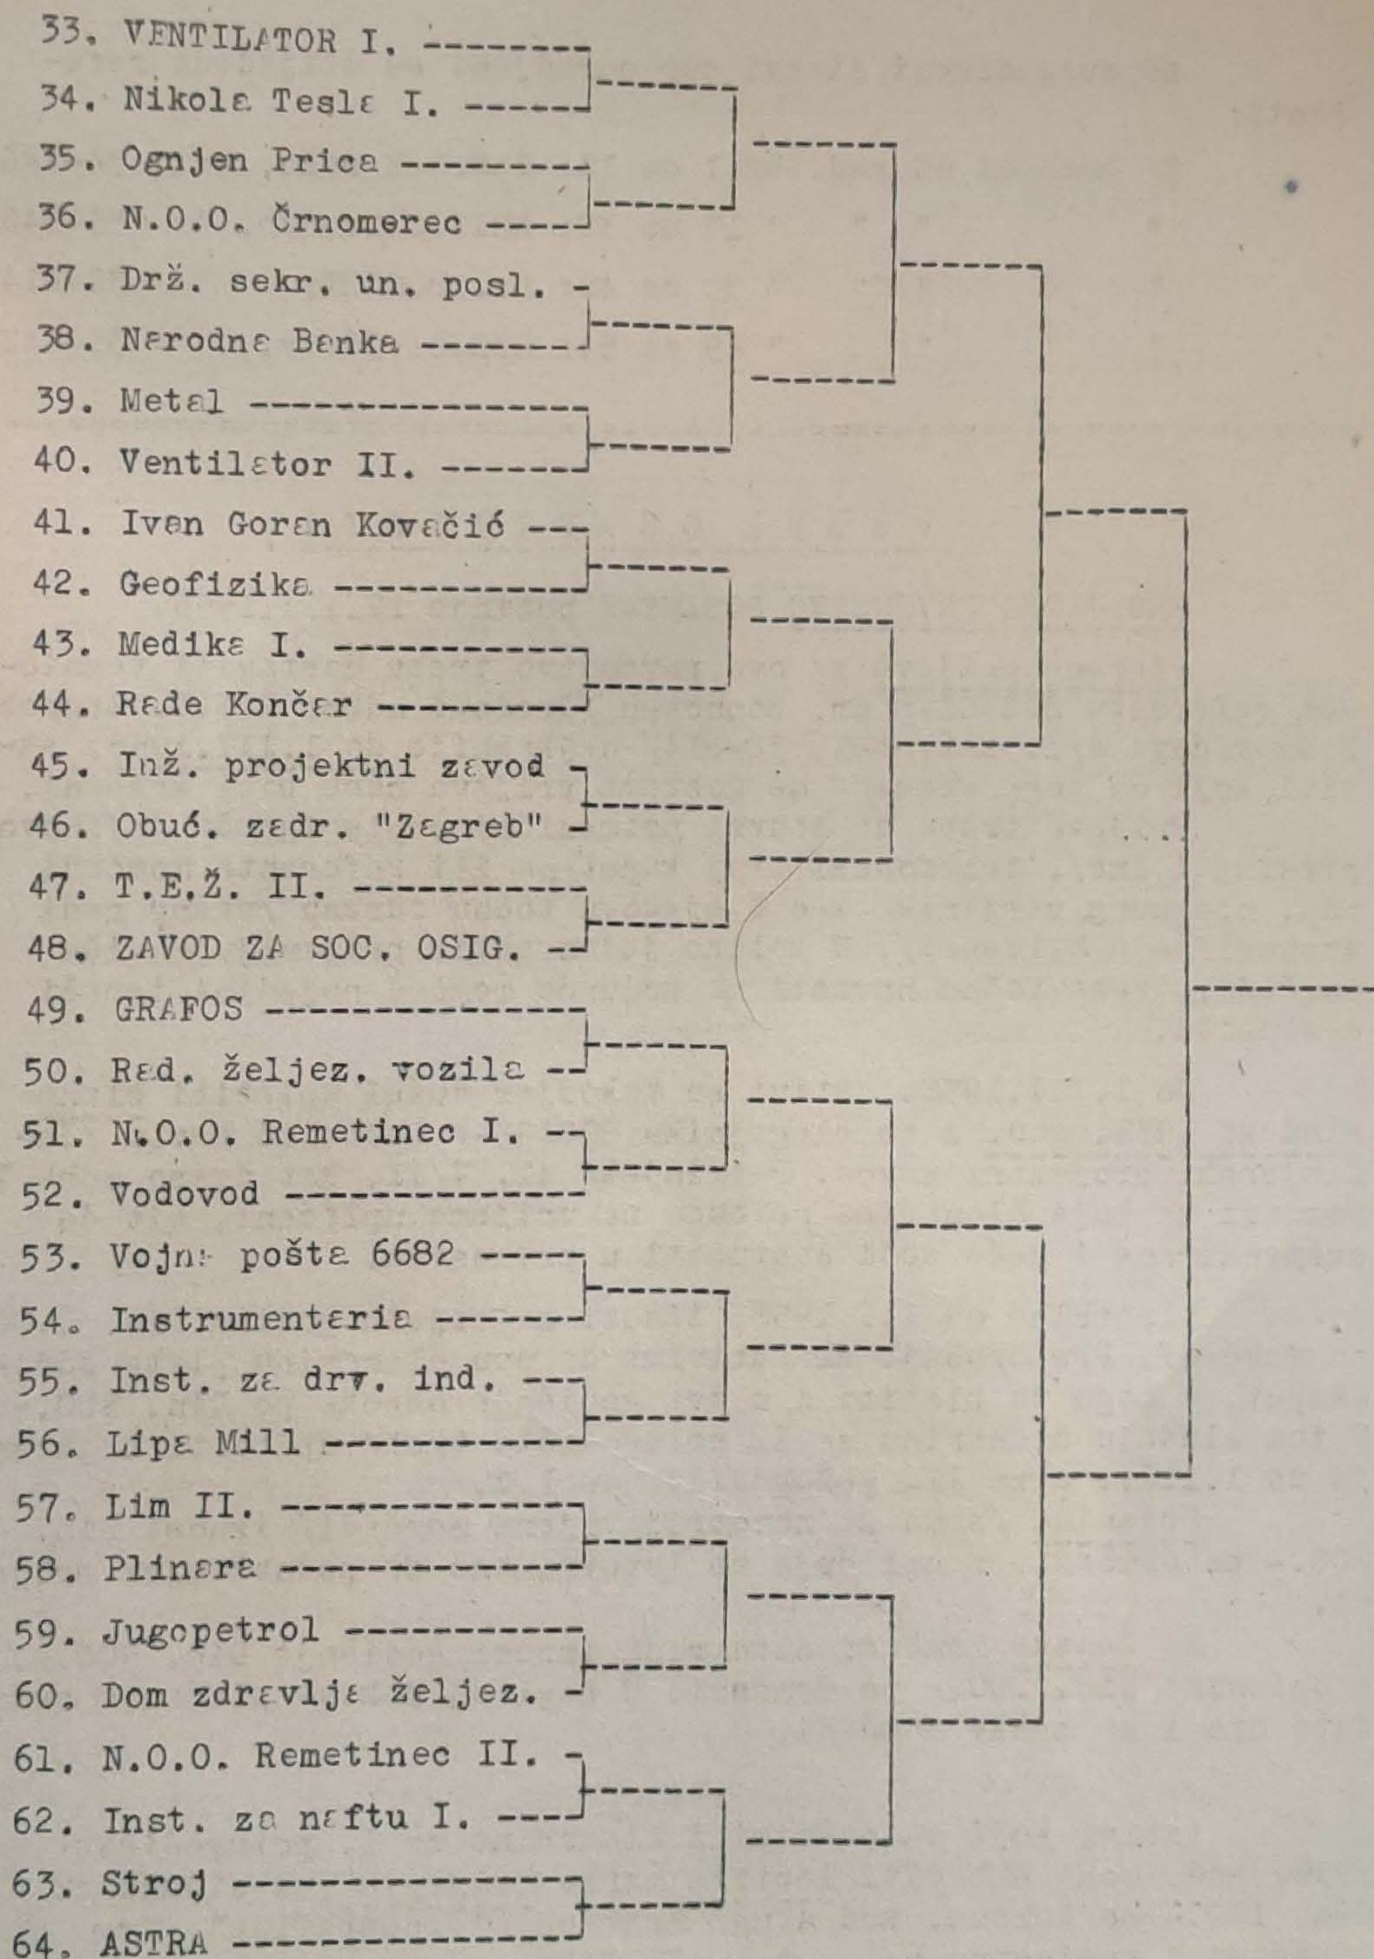 33. VENTILATOR I.
34. Nikola Tesla I.
35. Ognjen Prica
36. N.O.O. Črnomerec
37. Drž. sekr. un. posl.
38. Narodna Banka
39. Metal
40. Ventilator II.
41. Ivan Goran Kovačić
42. Geofizika
43. Medika I.
44. Rade Končar
45. Inž. projektni zavod
46. Obuć. zadr. "Zagreb"
47. T.E.Ž. II.
48. ZAVOD ZA SOC. OSIG.
49. GRAFOS
50. Rad. željez. vozila
51. N.O.O. Remetinec I.
52. Vodovod
53. Vojna pošta 6682
54. Instrumentaria
55. Inst. za drv. ind.
56. Lipa Mill
57. Lim II.
58. Plinara
59. Jugopetrol
60. Dom zdravlja željez.
61. N.O.O. Remetinec II.
62. Inst. za naftu I.
63. Stroj
64. ASTRA